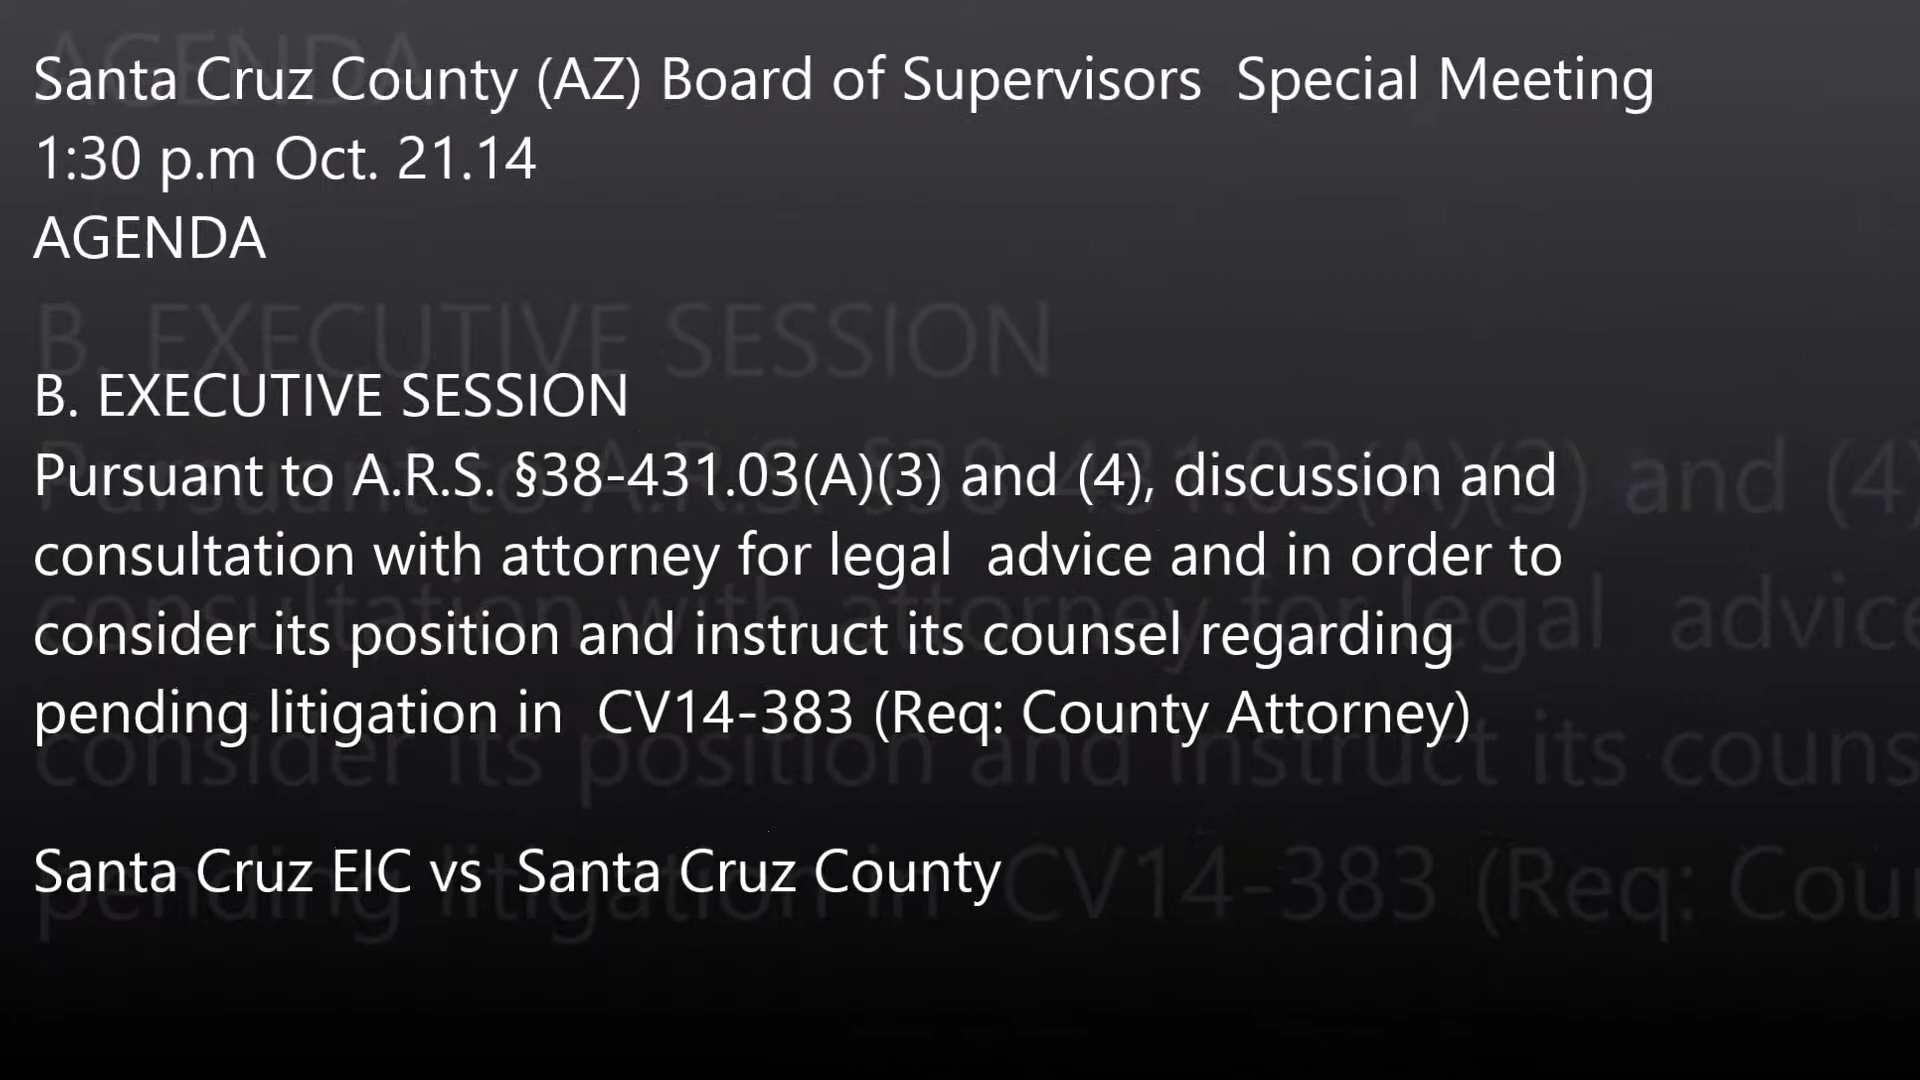 Santa Cruz County (AZ) Board of Supervisors  Special Meeting
1:30 p.m Oct. 21.14
AGENDA
B. EXECUTIVE SESSION
Pursuant to A.R.S. §38-431.03(A)(3) and (4), discussion and
consultation with attorney for legal  advice and in order to
consider its position and instruct its counsel regarding
pending litigation in  CV14-383 (Req: County Attorney)
Santa Cruz EIC vs  Santa Cruz County